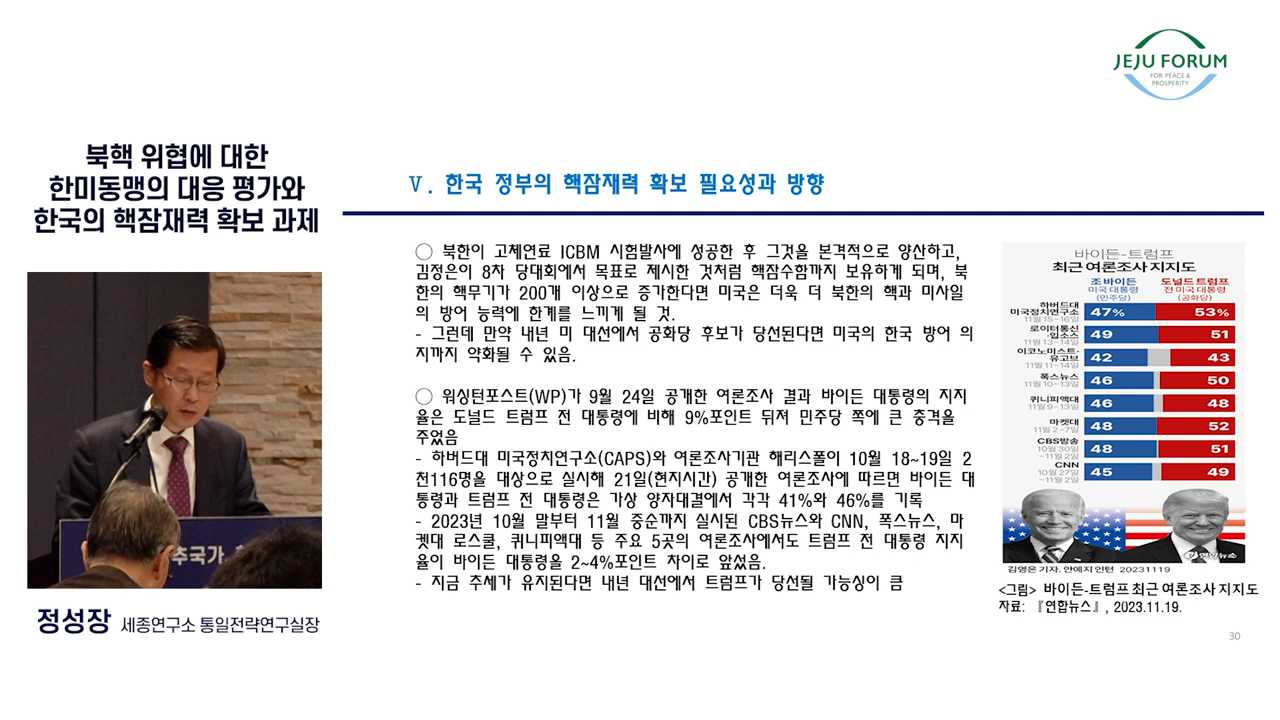 JEJU FORUM
FOR PEACE &
PROSPERITY
북핵 위협에 대한
한미동맹의 대응 평가와
한국의 핵잠재력 확보 과제
추국가,
정성장 세종연구소 통일전략연구실장
Ⅴ. 한국 정부의 핵잠재력 확보 필요성과 방향
○ 북한이 고체연료 ICBM 시험발사에 성공한 후 그것을 본격적으로 양산하고,
김정은이 8차 당대회에서 목표로 제시한 것처럼 핵잠수함까지 보유하게 되며, 북
한의 핵무기가 200개 이상으로 증가한다면 미국은 더욱 더 북한의 핵과 미사일
의 방어 능력에 한계를 느끼게 될 것.
- 그런데 만약 내년 미 대선에서 공화당 후보가 당선된다면 미국의 한국 방어 의
지까지 약화될 수 있음.
○ 워싱턴포스트(WP)가 9월 24일 공개한 여론조사 결과 바이든 대통령의 지지
율은 도널드 트럼프 전 대통령에 비해 9%포인트 뒤져 민주당 쪽에 큰 충격을
주었음
- 하버드대 미국정치연구소(CAPS)와 여론조사기관 해리스폴이 10월 18~19일 2
천116명을 대상으로 실시해 21일(현지시간) 공개한 여론조사에 따르면 바이든 대
통령과 트럼프 전 대통령은 가상 양자대결에서 각각 41%와 46%를 기록
- 2023년 10월 말부터 11월 중순까지 실시된 CBS뉴스와 CNN, 폭스뉴스, 마
켓대 로스쿨, 퀴니피액대 등 주요 5곳의 여론조사에서도 트럼프 전 대통령 지지
율이 바이든 대통령을 2~4%포인트 차이로 앞섰음.
- 지금 추세가 유지된다면 내년 대선에서 트럼프가 당선될 가능성이 큼
바이든-트럼프
최근 여론조사 지지도
조 바이든 도널드 트럼프
미국 대통령 전 미국 대통령
(민주당) (공화당)
하버드대
미국정치연구소 47% 53%
11월 15~16일
로이터통신
·입소스 49 51
11월 13~14일
이코노미스트·
유고브 42 43
11월 11~14일
폭스뉴스 46 50
11월 10~13일
퀴니피액대 46 48
11월 9~13일
마켓대 48 52
11월 2~7일
CBS방송 48 51
10월 30일
~11월 2일
CNN 45 49
10월 27일
~11월 2일
연합뉴스
김영은 기자, 한예지 인턴 20231119
<그림> 바이든-트럼프 최근 여론조사 지지도
자료: 『연합뉴스』, 2023.11.19.
30